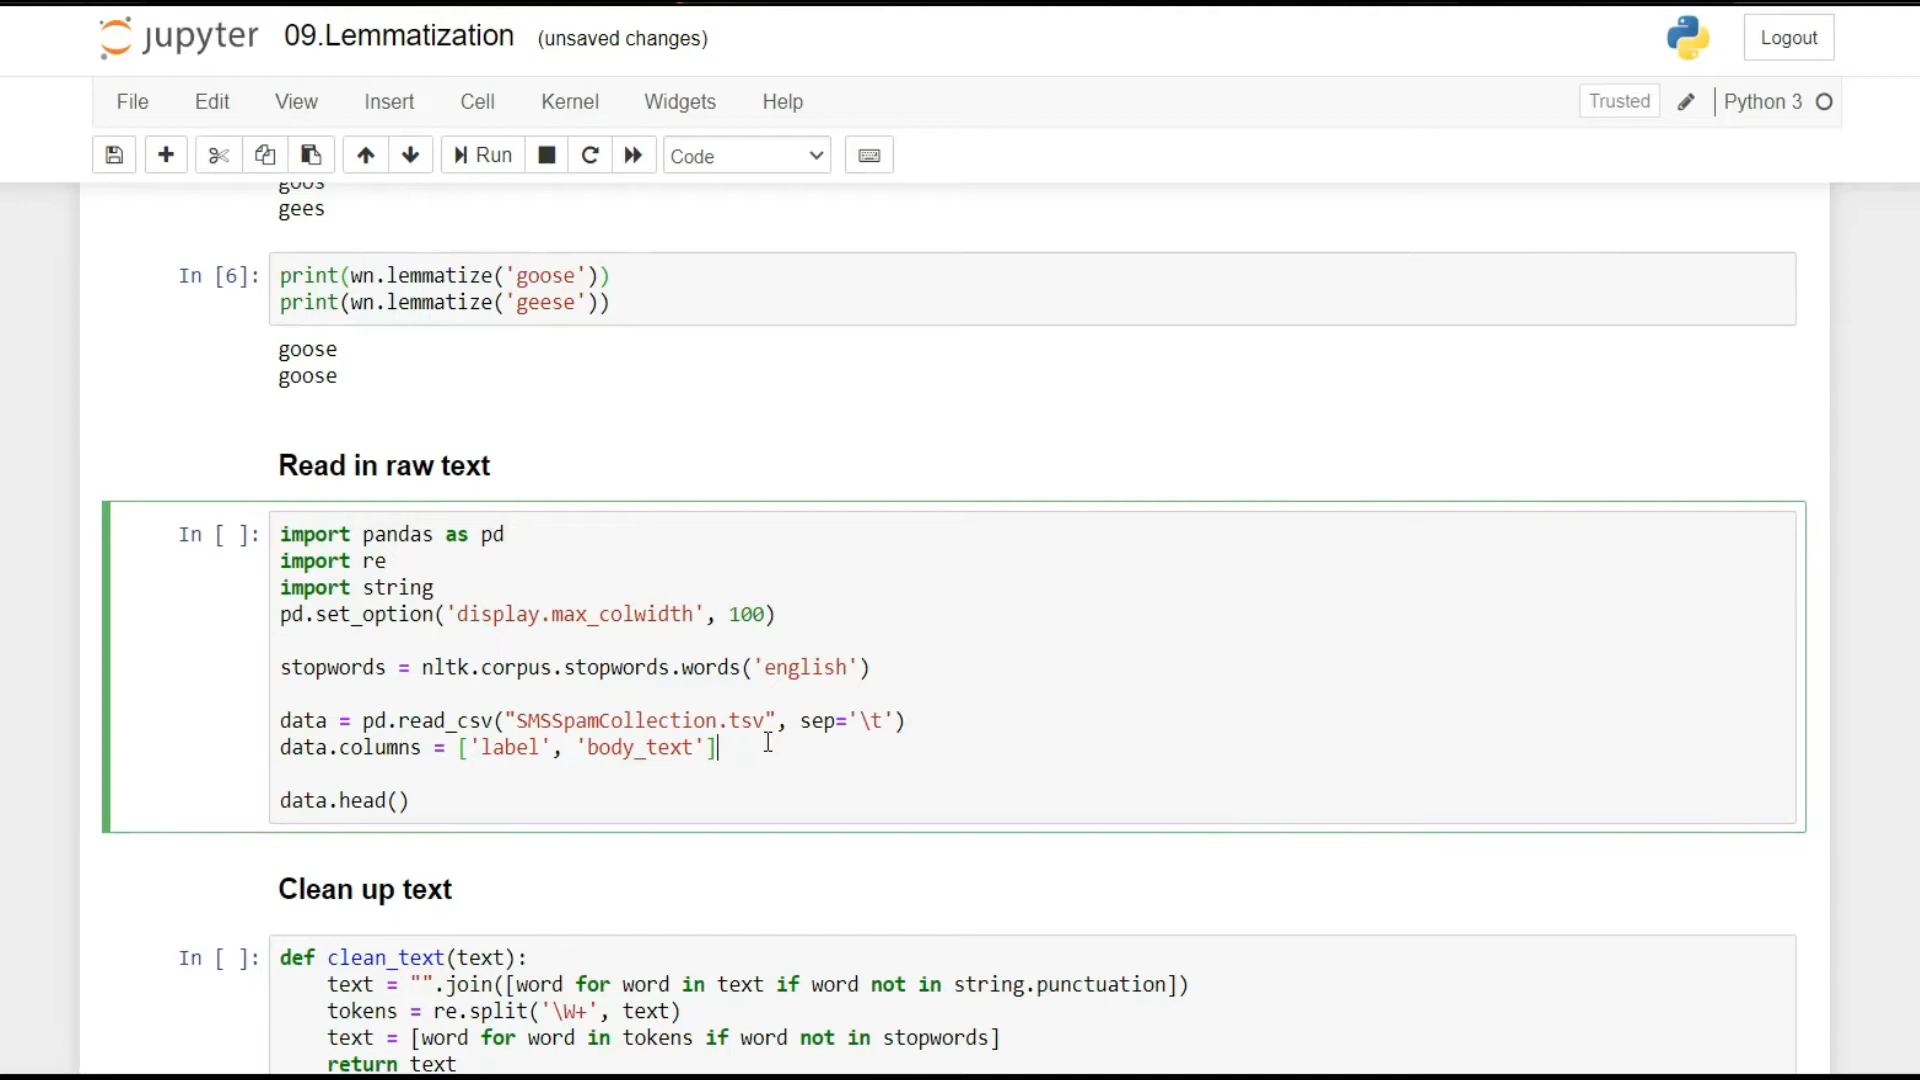 jupyter 09.Lemmatization (unsaved changes) Logout
File Edit View Insert Cell Kernel Widgets Help Trusted Python 3
Run Code
goos
gees
In [6]: print(wn.lemmatize('goose'))
print(wn.lemmatize('geese'))
goose
goose
Read in raw text
In [ ]: import pandas as pd
import re
import string
pd.set_option('display.max_colwidth', 100)
stopwords = nltk.corpus.stopwords.words('english')
data = pd.read_csv("SMSSpamCollection.tsv", sep='\t')
data.columns = ['label', 'body_text']
data.head()
Clean up text
In [ ]: def clean_text(text):
text = "".join([word for word in text if word not in string.punctuation])
tokens = re.split('\W+', text)
text = [word for word in tokens if word not in stopwords]
return text